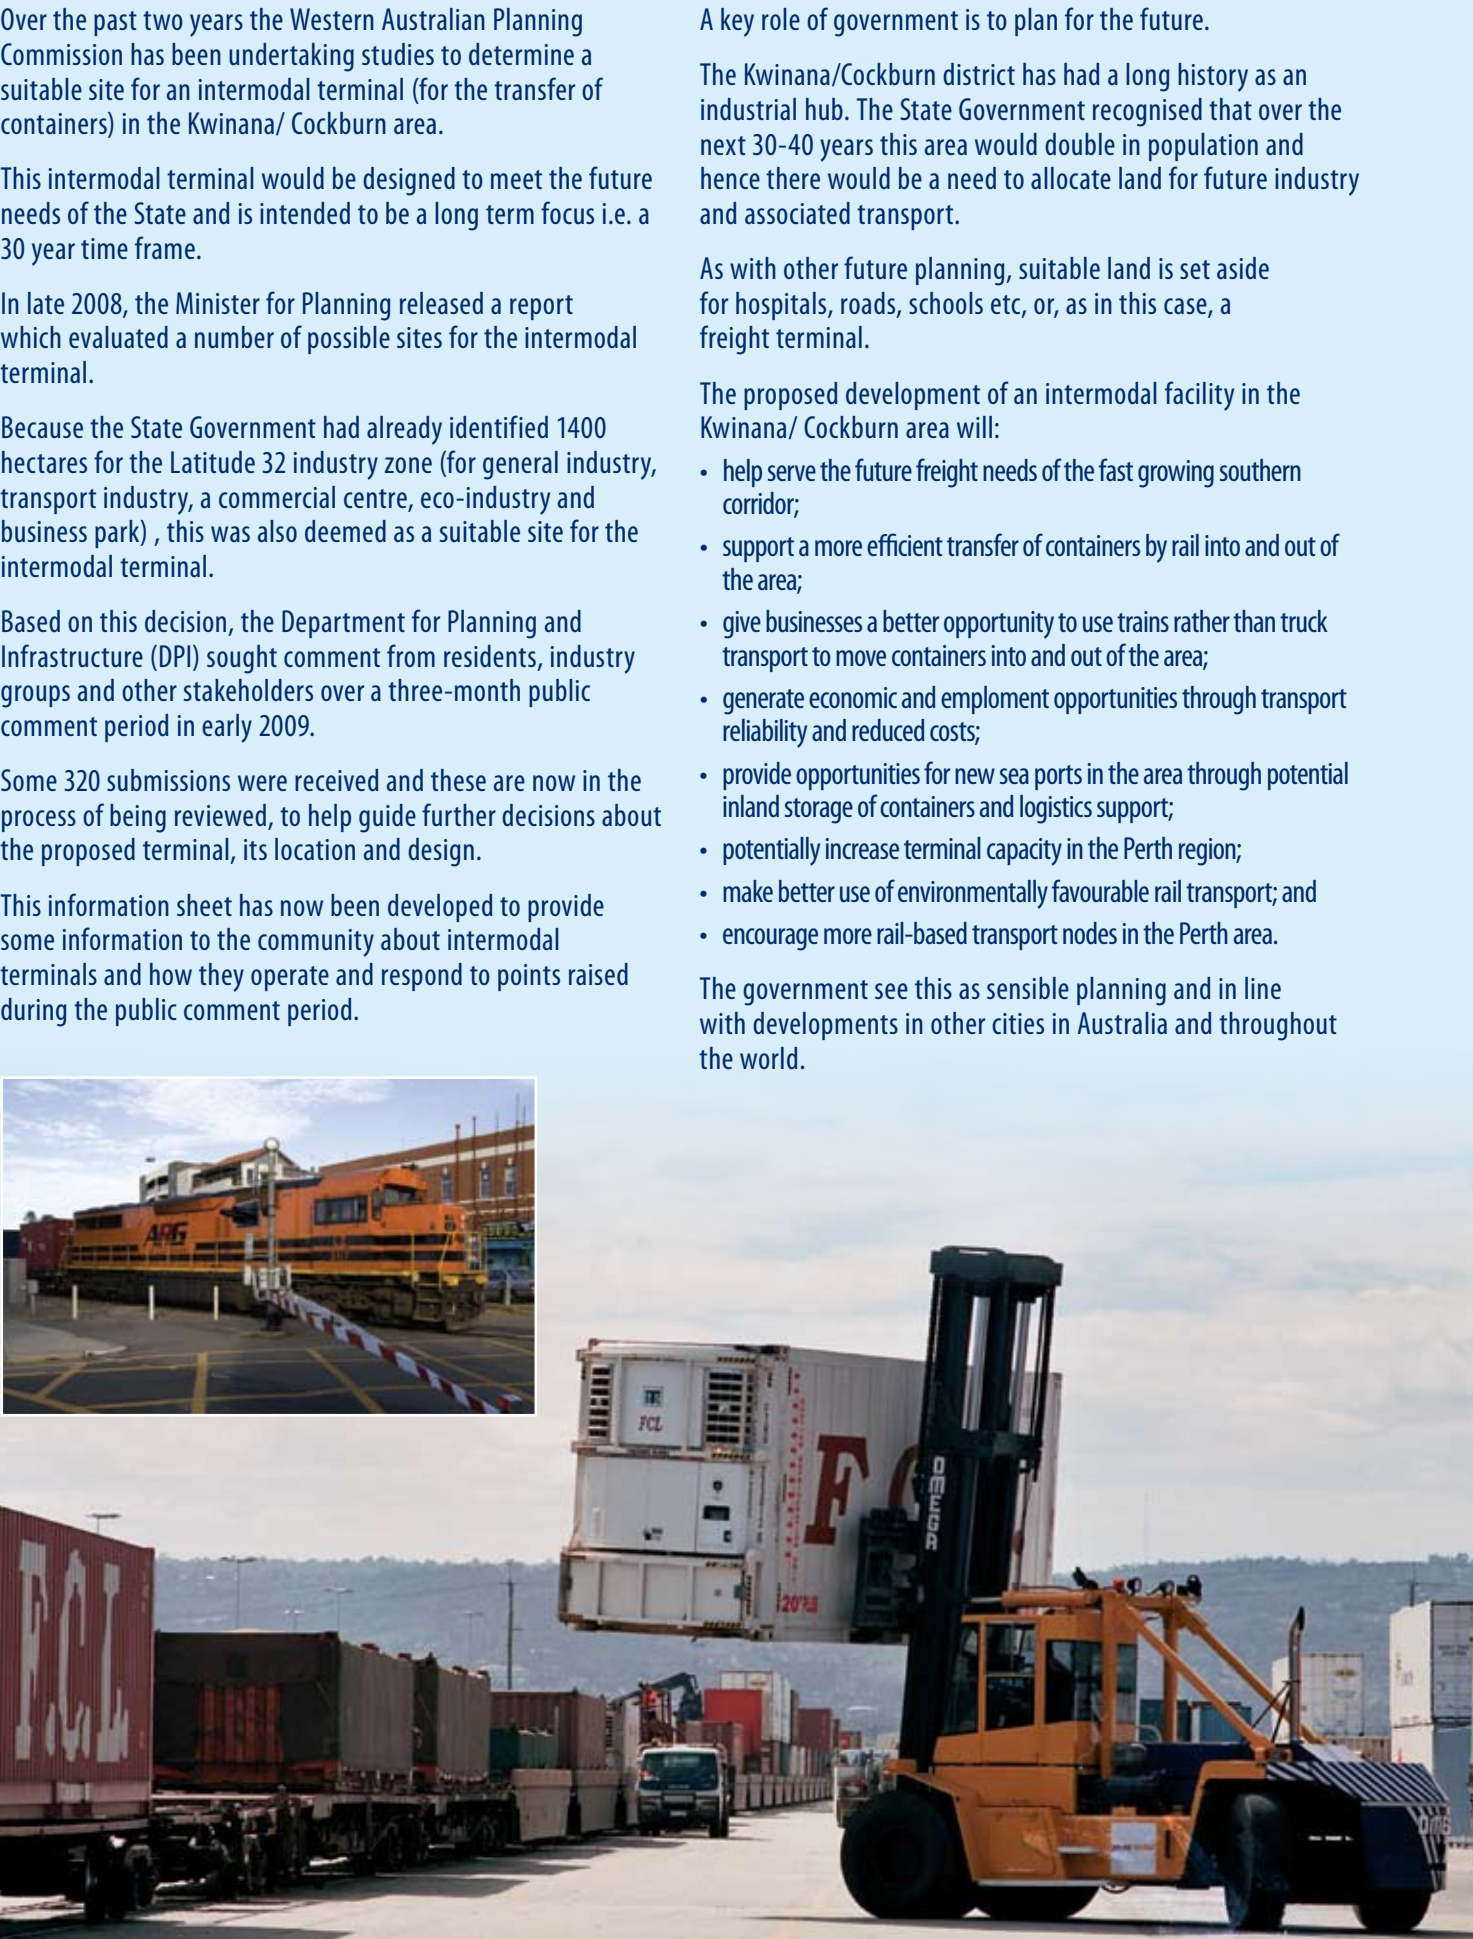 Over the past two years the Western Australian Planning
Commission has been undertaking studies to determine a
suitable site for an intermodal terminal (for the transfer of
containers) in the Kwinana/ Cockburn area.
This intermodal terminal would be designed to meet the future
needs of the State and is intended to be a long term focus i.e. a
30 year time frame.
In late 2008, the Minister for Planning released a report
which evaluated a number of possible sites for the intermodal
terminal.
Because the State Government had already identified 1400
hectares for the Latitude 32 industry zone (for general industry,
transport industry, a commercial centre, eco-industry and
business park) , this was also deemed as a suitable site for the
intermodal terminal.
Based on this decision, the Department for Planning and
Infrastructure (DPI) sought comment from residents, industry
groups and other stakeholders over a three-month public
comment period in early 2009.
Some 320 submissions were received and these are now in the
process of being reviewed, to help guide further decisions about
the proposed terminal, its location and design.
This information sheet has now been developed to provide
some information to the community about intermodal
terminals and how they operate and respond to points raised
during the public comment period.
A key role of government is to plan for the future.
The Kwinana/Cockburn district has had a long history as an
industrial hub. The State Government recognised that over the
next 30-40 years this area would double in population and
hence there would be a need to allocate land for future industry
and associated transport.
As with other future planning, suitable land is set aside
for hospitals, roads, schools etc, or, as in this case, a
freight terminal.
The proposed development of an intermodal facility in the
Kwinana/ Cockburn area will:
• help serve the future freight needs of the fast growing southern
corridor;
• support a more efficient transfer of containers by rail into and out of
the area;
• give businesses a better opportunity to use trains rather than truck
transport to move containers into and out of the area;
• generate economic and emploment opportunities through transport
reliability and reduced costs;
• provide opportunities for new sea ports in the area through potential
inland storage of containers and logistics support;
• potentially increase terminal capacity in the Perth region;
• make better use of environmentally favourable rail transport; and
• encourage more rail-based transport nodes in the Perth area.
The government see this as sensible planning and in line
with developments in other cities in Australia and throughout
the world.
ARG
FCL
F
OMEGA
20'
FCL